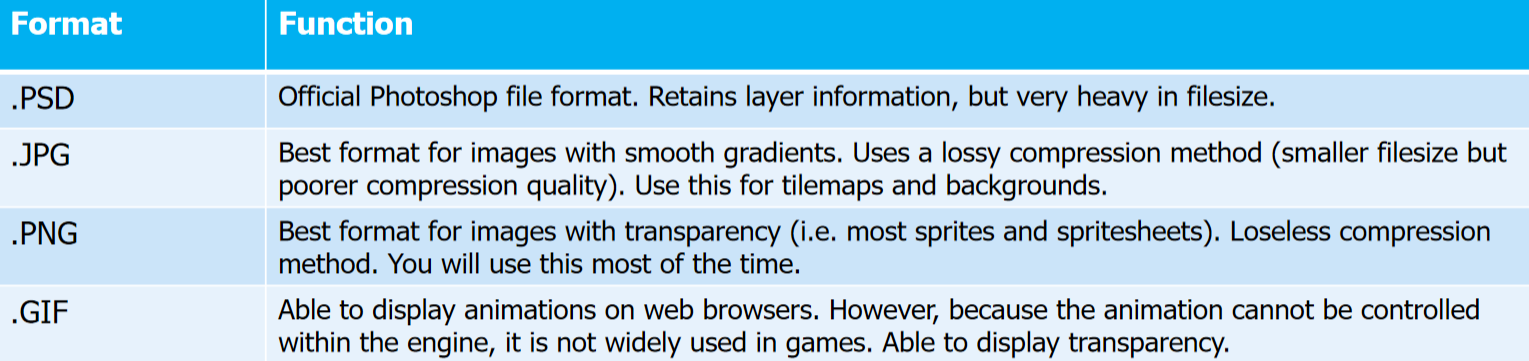 Format Function
.PSD Official Photoshop file format. Retains layer information, but very heavy in filesize.
.JPG Best format for images with smooth gradients. Uses a lossy compression method (smaller filesize but
poorer compression quality). Use this for tilemaps and backgrounds.
.PNG Best format for images with transparency (i.e. most sprites and spritesheets). Loseless compression
method. You will use this most of the time.
.GIF Able to display animations on web browsers. However, because the animation cannot be controlled
within the engine, it is not widely used in games. Able to display transparency.